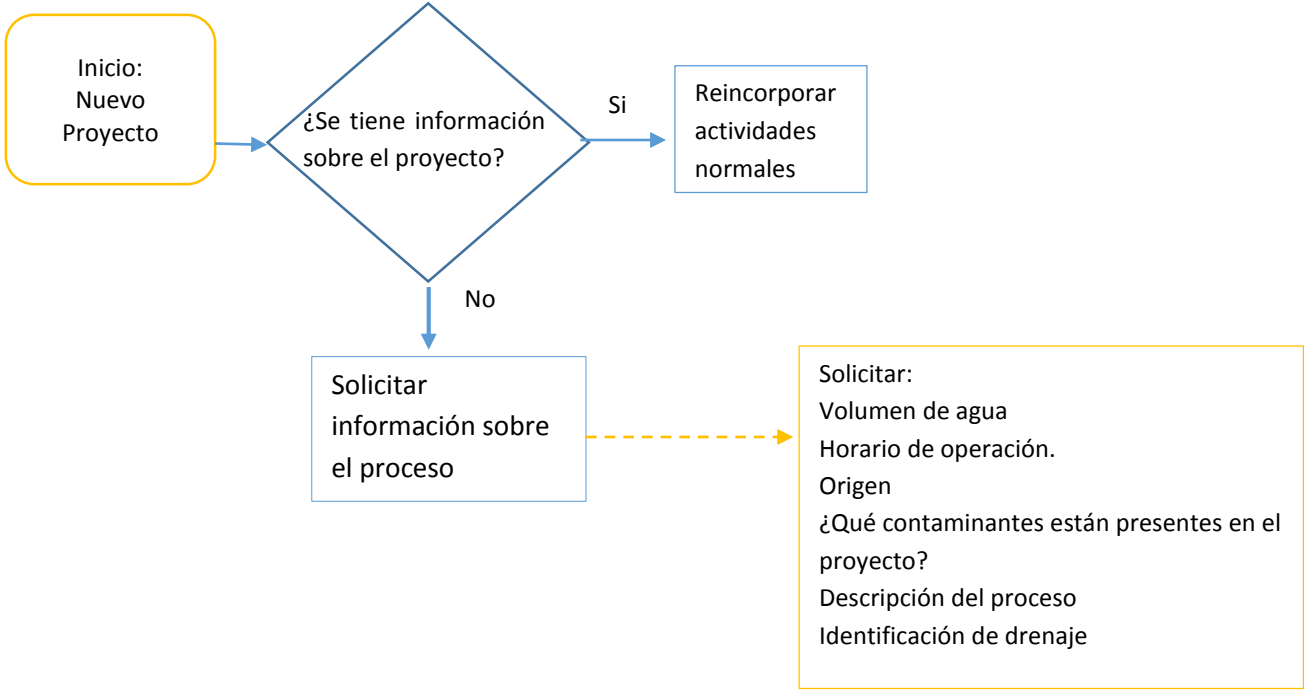 Inicio:
Nuevo
Proyecto
¿Se tiene información
sobre el proyecto?
Si
Reincorporar
actividades
normales
No
Solicitar
información sobre
el proceso
Solicitar:
Volumen de agua
Horario de operación.
Origen
¿Qué contaminantes están presentes en el
proyecto?
Descripción del proceso
Identificación de drenaje